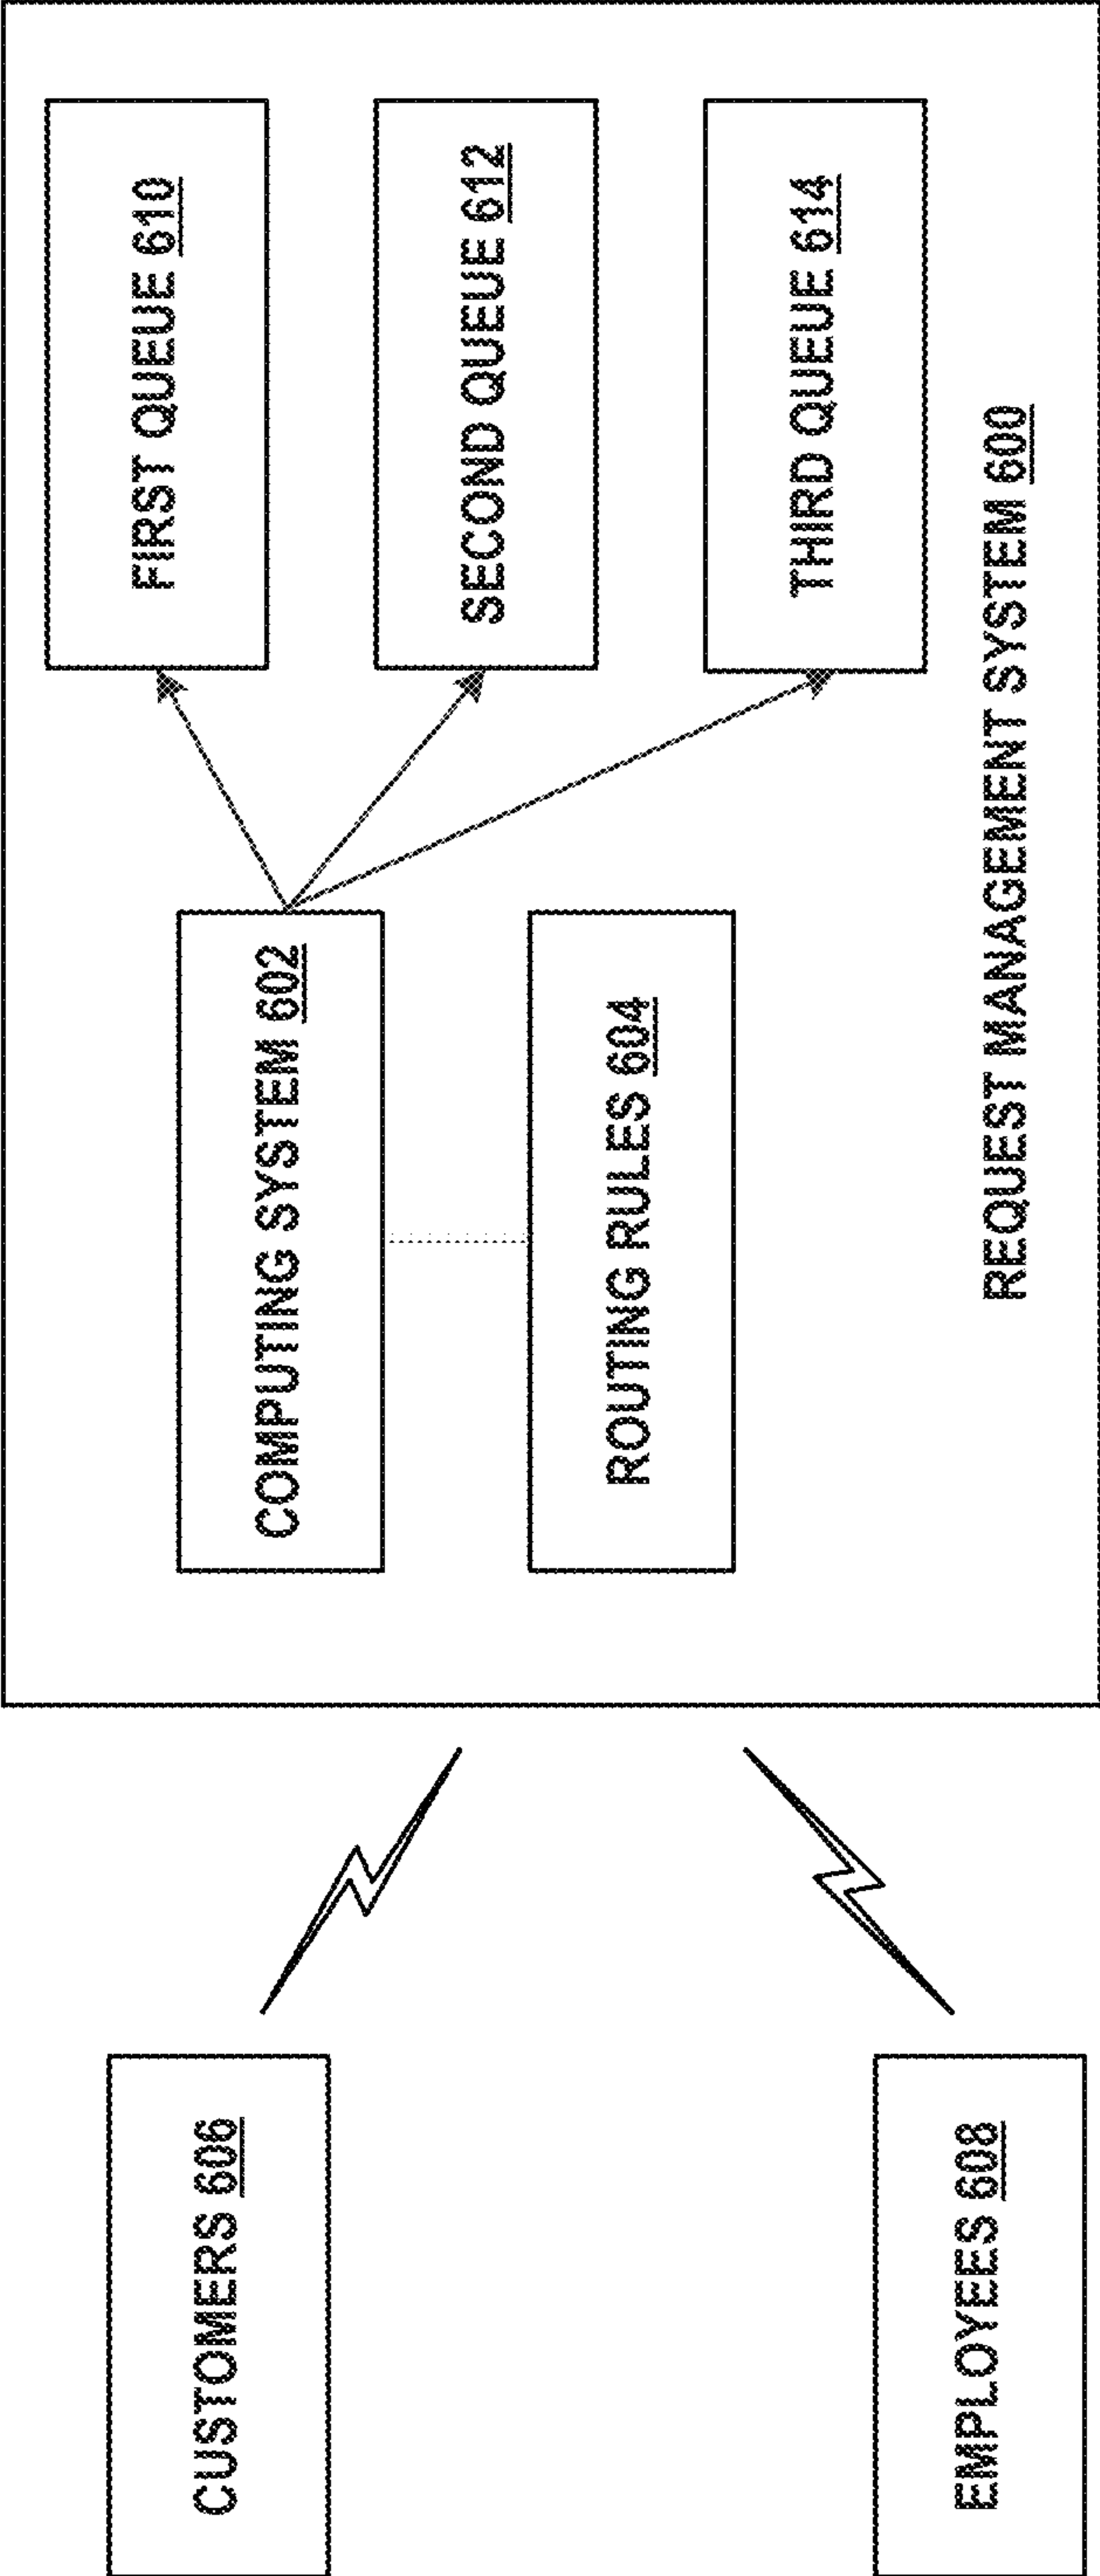 CUSTOMERS 606
EMPLOYEES 608
COMPUTING SYSTEM 602
ROUTING RULES 604
FIRST QUEUE 610
SECOND QUEUE 612
THIRD QUEUE 614
REQUEST MANAGEMENT SYSTEM 600